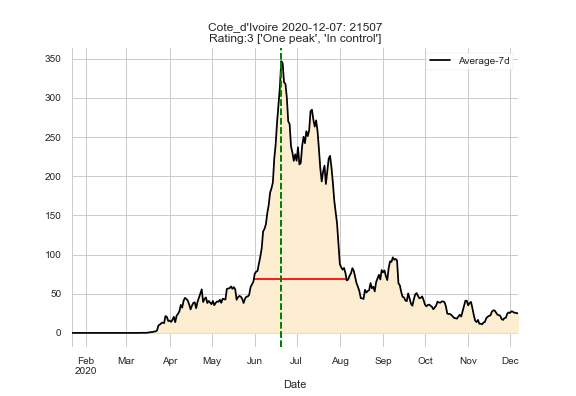 Cote_d'Ivoire 2020-12-07: 21507
Rating:3 ['One peak', 'In control']
Average-7d
350
300
250
200
150
100
50
0
Feb Mar Apr May Jun Jul Aug Sep Oct Nov Dec
2020
Date